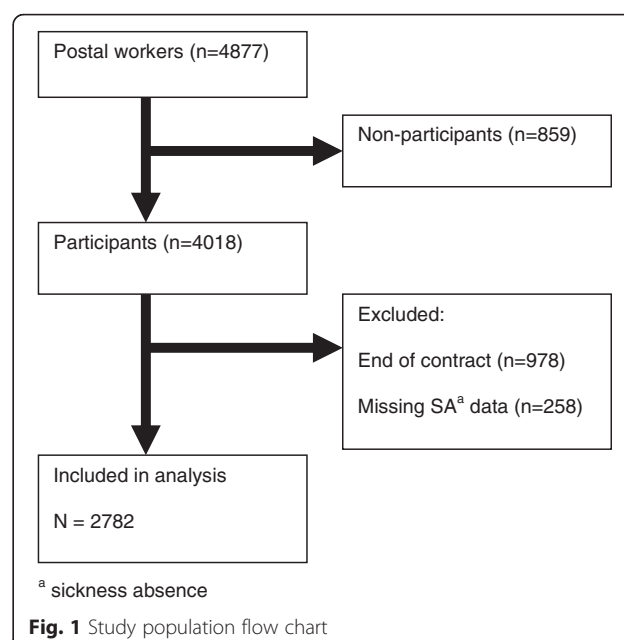 Postal workers (n=4877)
Non-participants (n=859)
Participants (n=4018)
Excluded:
End of contract (n=978)
Missing SAᵃ data (n=258)
Included in analysis
N = 2782
ᵃ sickness absence
Fig. 1 Study population flow chart